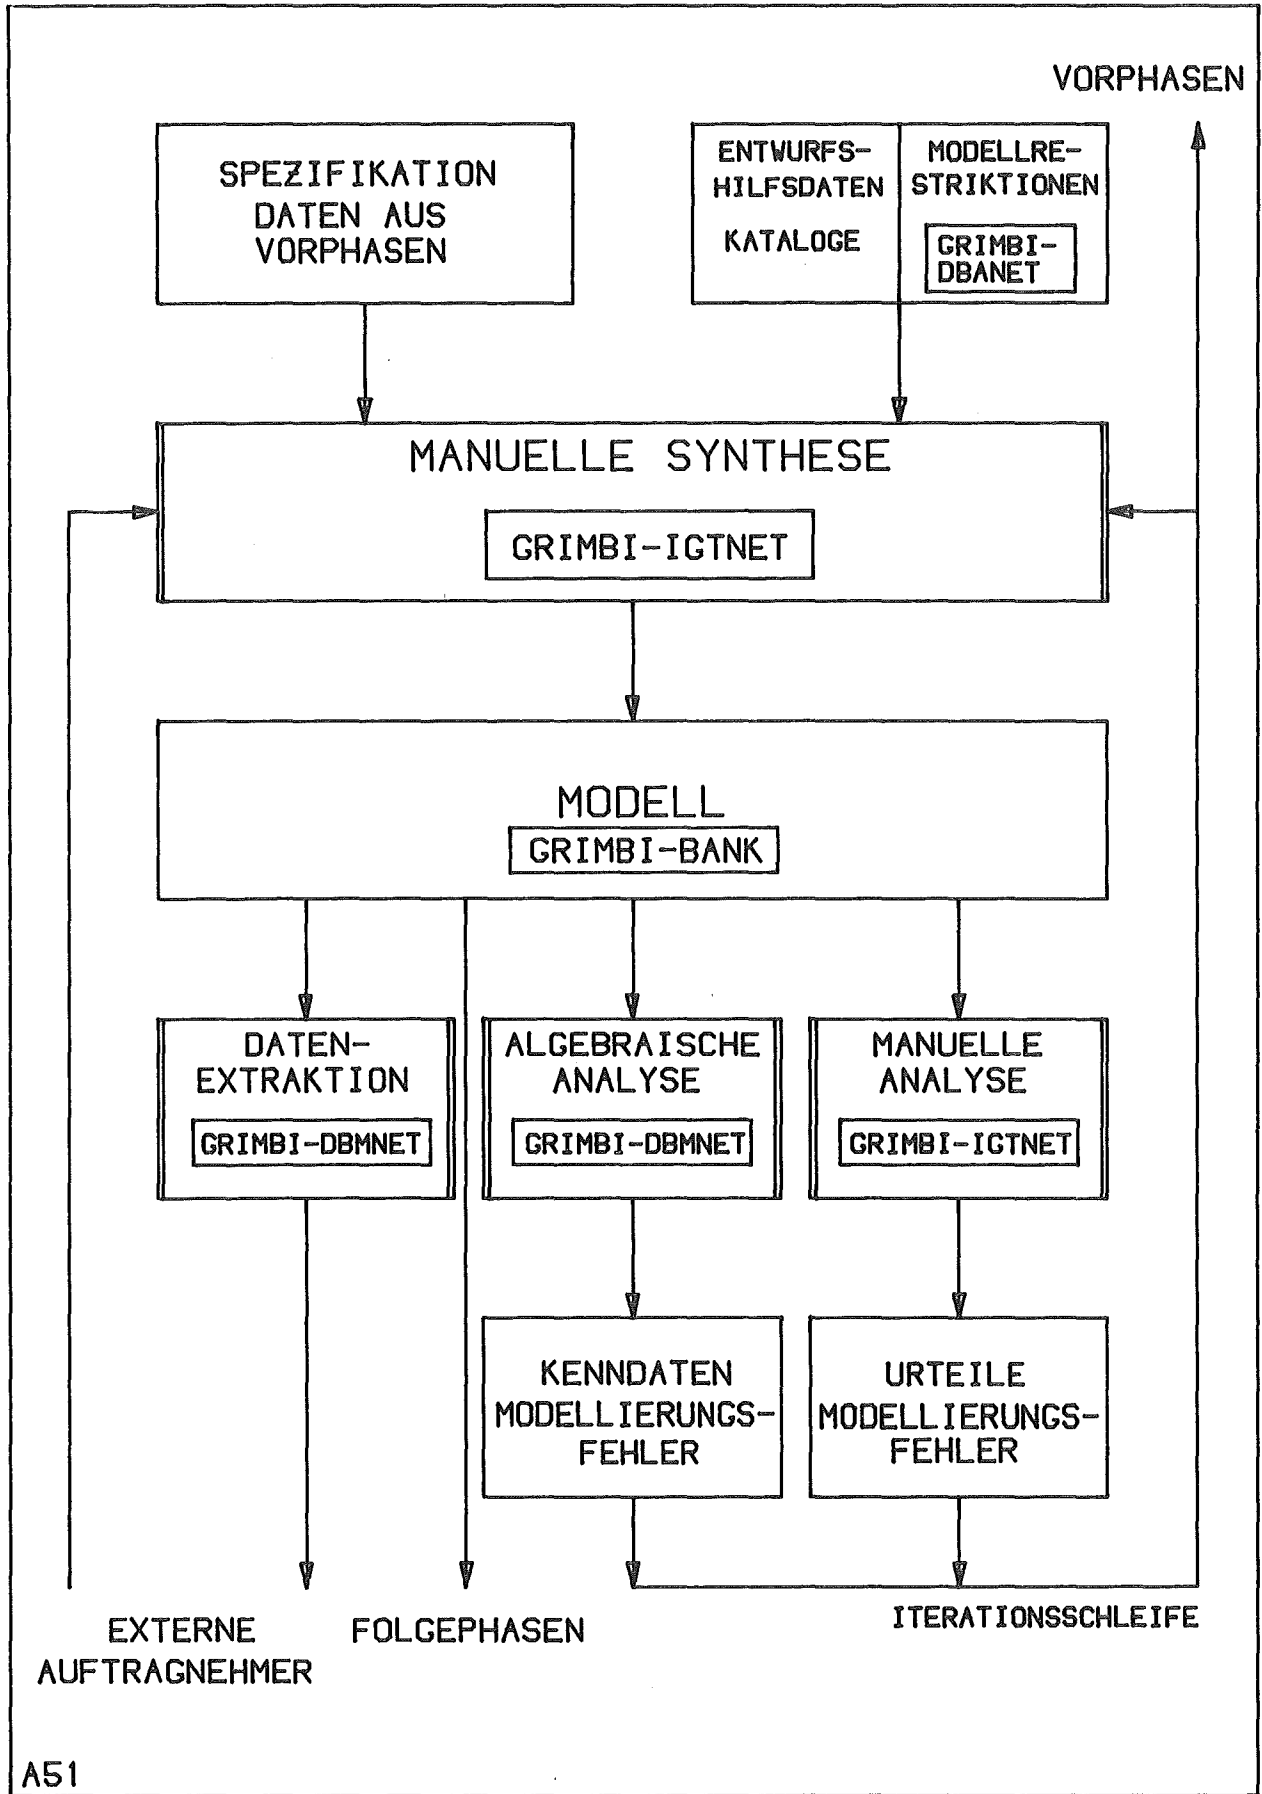 VORPHASEN
SPEZIFIKATION
DATEN AUS
VORPHASEN
ENTWURFS-
HILFSDATEN
KATALOGE
MODELLRE-
STRIKTIONEN
GRIMBI-
DBANET
MANUELLE SYNTHESE
GRIMBI-IGTNET
MODELL
GRIMBI-BANK
DATEN-
EXTRAKTION
GRIMBI-DBMNET
ALGEBRAISCHE
ANALYSE
GRIMBI-DBMNET
MANUELLE
ANALYSE
GRIMBI-IGTNET
KENNDATEN
MODELLIERUNGS-
FEHLER
URTEILE
MODELLIERUNGS-
FEHLER
EXTERNE
AUFTRAGNEHMER
FOLGEPHASEN
ITERATIONSSCHLEIFE
A51